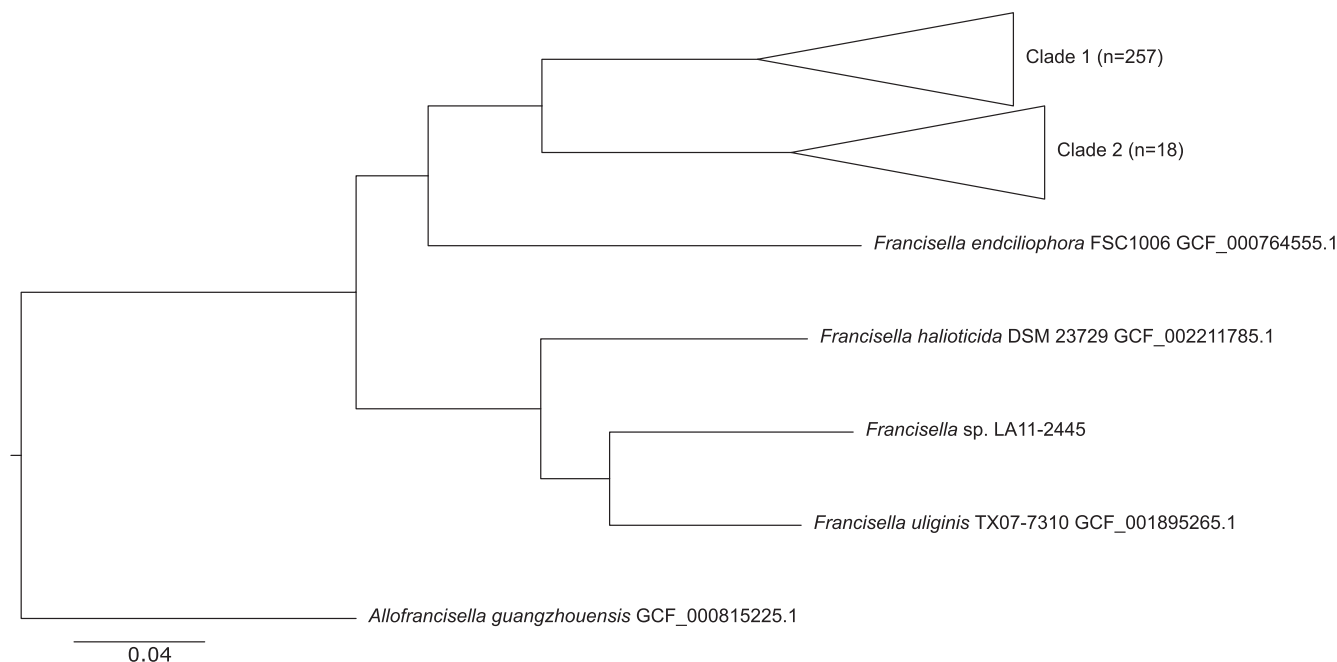 Clade 1 (n=257)
Clade 2 (n=18)
Francisella endciliophora FSC1006 GCF_000764555.1
Francisella halioticida DSM 23729 GCF_002211785.1
Francisella sp. LA11-2445
Francisella uliginis TX07-7310 GCF_001895265.1
Allofrancisella guangzhouensis GCF_000815225.1
0.04